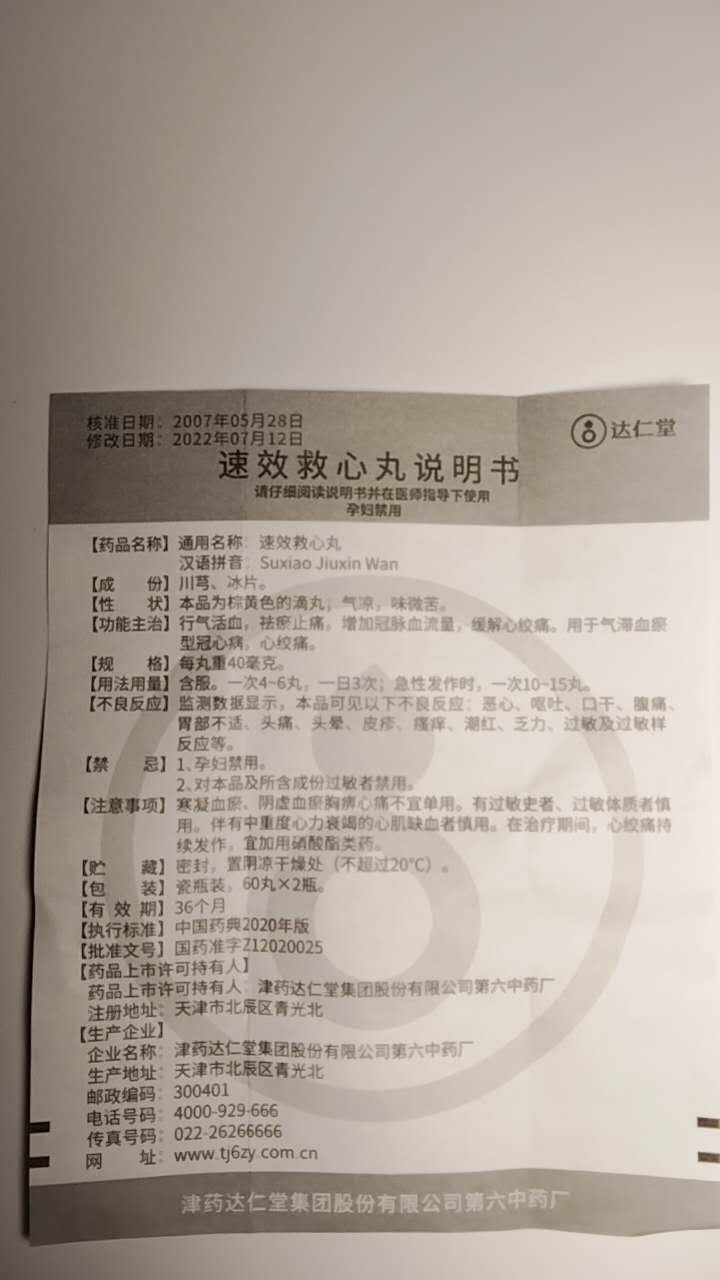 核准日期：2007年05月28日
修改日期：2022年07月12日
达仁堂
速效救心丸说明书
请仔细阅读说明书并在医师指导下使用
孕妇禁用
【药品名称】通用名称：速效救心丸
汉语拼音：Suxiao Jiuxin Wan
【成 份】川芎、冰片。
【性 状】本品为棕黄色的滴丸；气凉，味微苦。
【功能主治】行气活血，祛瘀止痛，增加冠脉血流量，缓解心绞痛。用于气滞血瘀
型冠心病，心绞痛。
【规 格】每丸重40毫克。
【用法用量】含服。一次4~6丸，一日3次；急性发作时，一次10~15丸。
【不良反应】监测数据显示，本品可见以下不良反应：恶心、呕吐、口干、腹痛、
胃部不适、头痛、头晕、皮疹、瘙痒、潮红、乏力、过敏及过敏样
反应等。
【禁 忌】1、孕妇禁用。
2、对本品及所含成份过敏者禁用。
【注意事项】寒凝血瘀、阴虚血瘀胸痹心痛不宜单用。有过敏史者、过敏体质者慎
用。伴有中重度心力衰竭的心肌缺血者慎用。在治疗期间，心绞痛持
续发作，宜加用硝酸酯类药。
【贮 藏】密封，置阴凉干燥处（不超过20℃）。
【包 装】瓷瓶装，60丸×2瓶。
【有 效 期】36个月
【执行标准】中国药典2020年版
【批准文号】国药准字Z12020025
【药品上市许可持有人】
药品上市许可持有人：津药达仁堂集团股份有限公司第六中药厂
注册地址：天津市北辰区青光北
【生产企业】
企业名称：津药达仁堂集团股份有限公司第六中药厂
生产地址：天津市北辰区青光北
邮政编码：300401
电话号码：4000-929-666
传真号码：022-26266666
网 址：www.tj6zy.com.cn
津药达仁堂集团股份有限公司第六中药厂